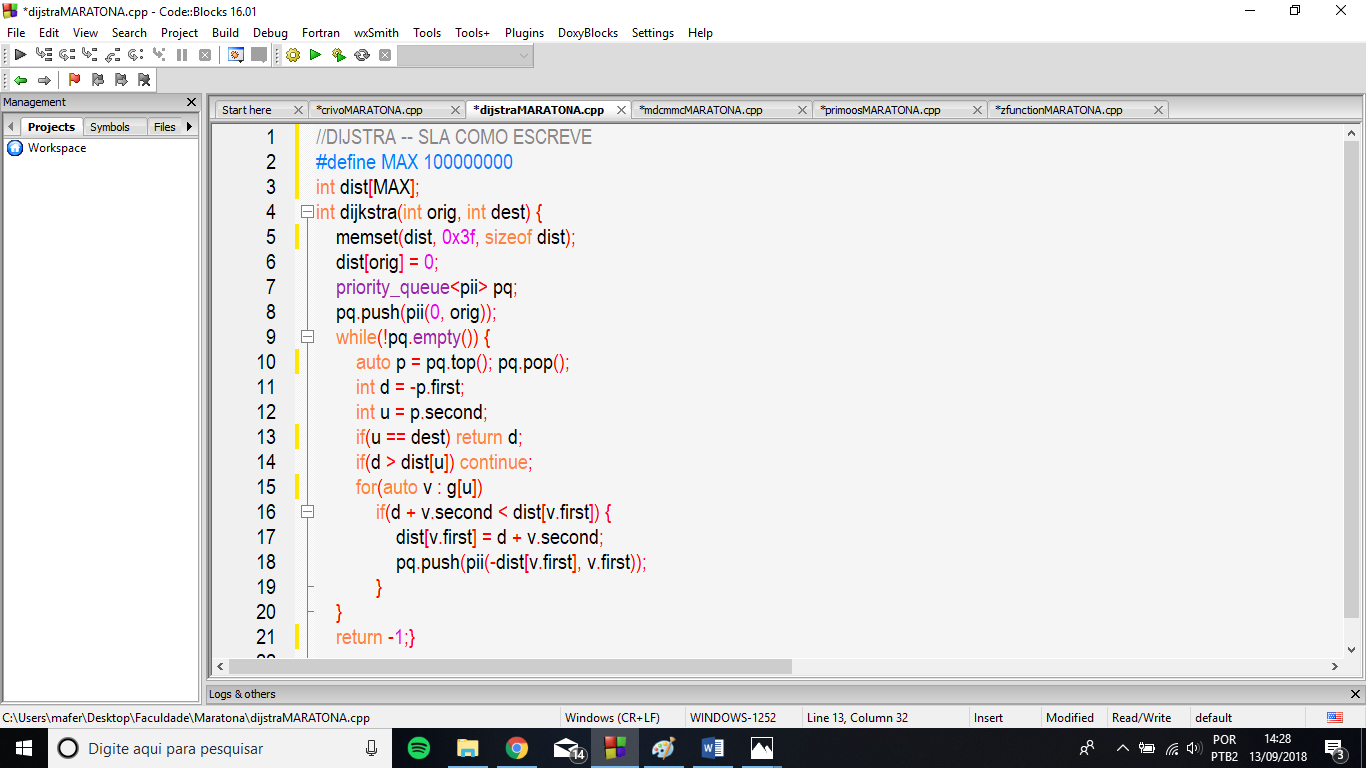 *dijstraMARATONA.cpp - Code::Blocks 16.01
File Edit View Search Project Build Debug Fortran wxSmith Tools Tools+ Plugins DoxyBlocks Settings Help
Management
Projects Symbols Files
Workspace
Start here *crivoMARATONA.cpp *dijstraMARATONA.cpp *mdcmmcMARATONA.cpp *primoosMARATONA.cpp *zfunctionMARATONA.cpp
1 //DIJSTRA -- SLA COMO ESCREVE
2 #define MAX 100000000
3 int dist[MAX];
4 int dijkstra(int orig, int dest) {
5 memset(dist, 0x3f, sizeof dist);
6 dist[orig] = 0;
7 priority_queue<pii> pq;
8 pq.push(pii(0, orig));
9 while(!pq.empty()) {
10 auto p = pq.top(); pq.pop();
11 int d = -p.first;
12 int u = p.second;
13 if(u == dest) return d;
14 if(d > dist[u]) continue;
15 for(auto v : g[u])
16 if(d + v.second < dist[v.first]) {
17 dist[v.first] = d + v.second;
18 pq.push(pii(-dist[v.first], v.first));
19 }
20 }
21 return -1;}
Logs & others
C:\Users\mafer\Desktop\Faculdade\Maratona\dijstraMARATONA.cpp Windows (CR+LF) WINDOWS-1252 Line 13, Column 32 Insert Modified Read/Write default
Digite aqui para pesquisar
14
POR
PTB2
14:28
13/09/2018
3